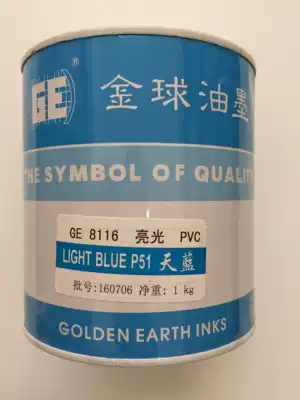 GE ® 金球油墨
THE SYMBOL OF QUALITY
GE 8116 亮光 PVC
LIGHT BLUE P51 天蓝
批号:160706 净重: 1 kg
GOLDEN EARTH INKS